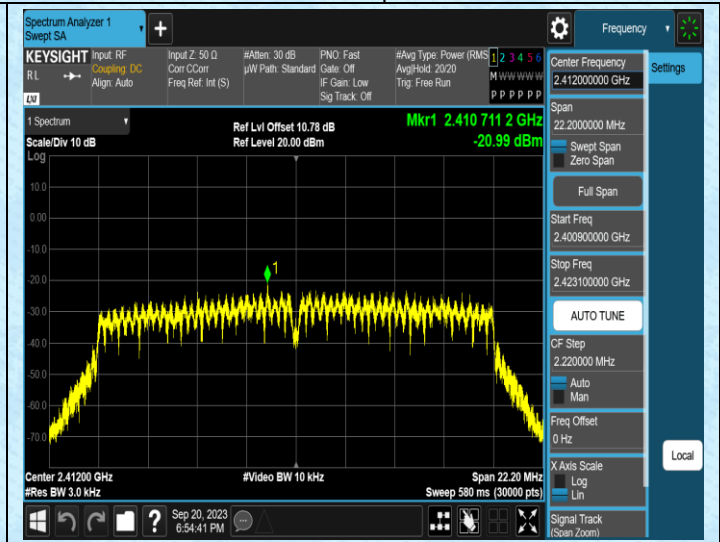 Spectrum Analyzer 1
Swept SA
+
Frequency
KEYSIGHT
RL
LXI
Input: RF
Coupling: DC
Align: Auto
Input Z: 50 Ω
Corr CCorr
Freq Ref: Int (S)
#Atten: 30 dB
µW Path: Standard
PNO: Fast
Gate: Off
IF Gain: Low
Sig Track: Off
#Avg Type: Power (RMS
Avg|Hold: 20/20
Trig: Free Run
1 2 3 4 5 6
M W W W W W
P P P P P P
1 Spectrum
Scale/Div 10 dB
Log
Ref Lvl Offset 10.78 dB
Ref Level 20.00 dBm
Mkr1 2.410 711 2 GHz
-20.99 dBm
10.0
0.00
-10.0
-20.0
-30.0
-40.0
-50.0
-60.0
-70.0
1
Center 2.41200 GHz
#Res BW 3.0 kHz
#Video BW 10 kHz
Span 22.20 MHz
Sweep 580 ms (30000 pts)
Center Frequency
2.412000000 GHz
Settings
Span
22.2000000 MHz
Swept Span
Zero Span
Full Span
Start Freq
2.400900000 GHz
Stop Freq
2.423100000 GHz
AUTO TUNE
CF Step
2.220000 MHz
Auto
Man
Freq Offset
0 Hz
X Axis Scale
Log
Lin
Local
Signal Track
(Span Zoom)
?
Sep 20, 2023
6:54:41 PM